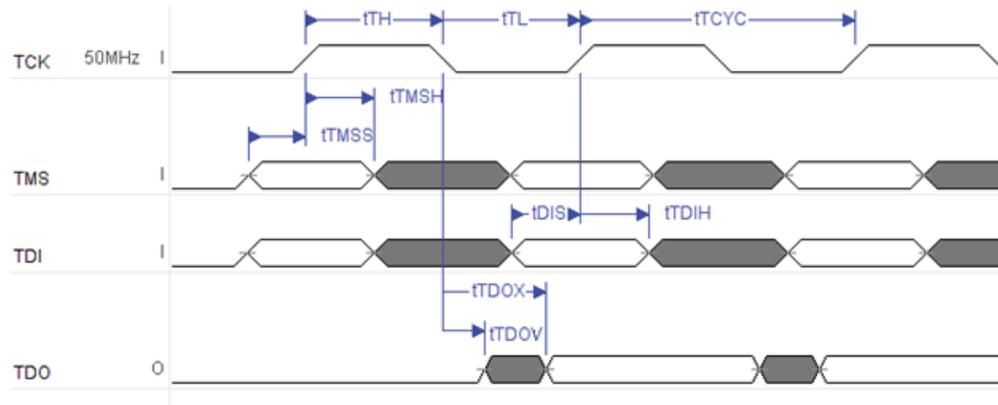 tTH tTL tTCYC
TCK 50MHz I
tTMSH
tTMSS
TMS I
tDIS tTDIH
TDI I
tTDOX
tTDOV
TDO O